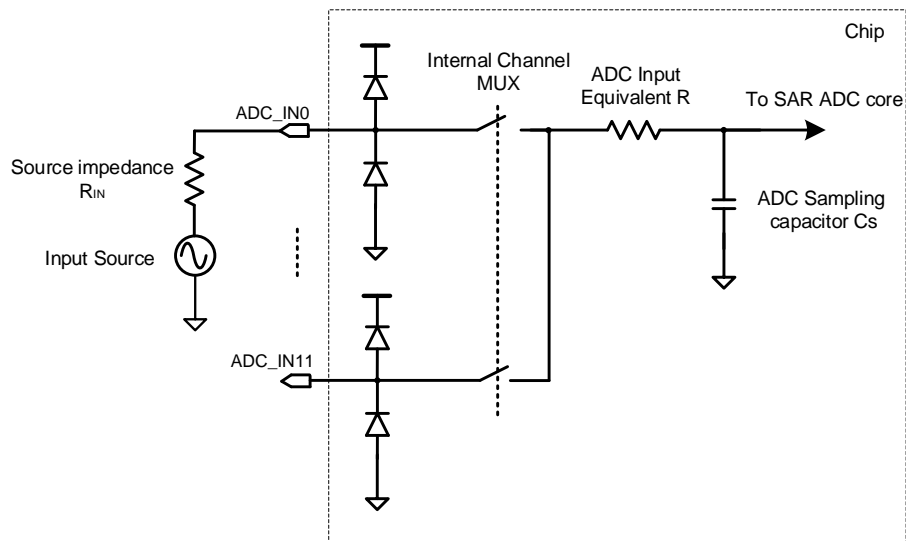 Chip
Internal Channel
MUX
ADC Input
Equivalent R
To SAR ADC core
ADC_IN0
Source impedance
RIN
Input Source
ADC Sampling
capacitor Cs
ADC_IN11